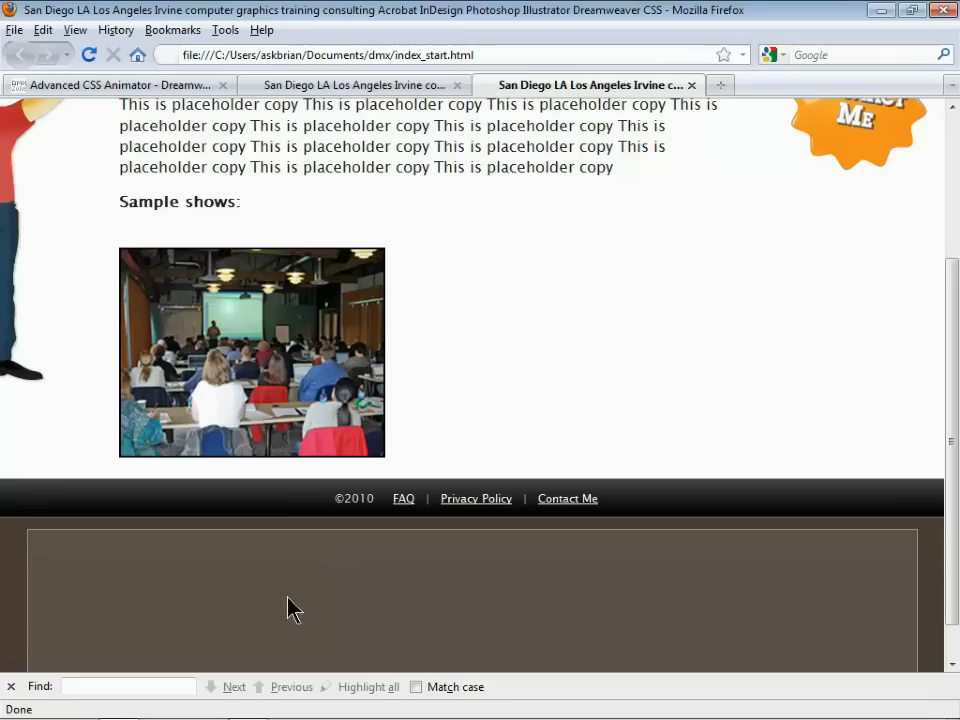 San Diego LA Los Angeles Irvine computer graphics training consulting Acrobat InDesign Photoshop Illustrator Dreamweaver CSS - Mozilla Firefox
File Edit View History Bookmarks Tools Help
file:///C:/Users/askbrian/Documents/dmx/index_start.html
Google
Advanced CSS Animator - Dreamw...
San Diego LA Los Angeles Irvine co...
San Diego LA Los Angeles Irvine c...
This is placeholder copy This is placeholder copy This is placeholder copy This is
placeholder copy This is placeholder copy This is placeholder copy This is
placeholder copy This is placeholder copy This is placeholder copy This is
placeholder copy This is placeholder copy This is placeholder copy
ME
Sample shows:
©2010 FAQ | Privacy Policy | Contact Me
Find: Next Previous Highlight all Match case
Done